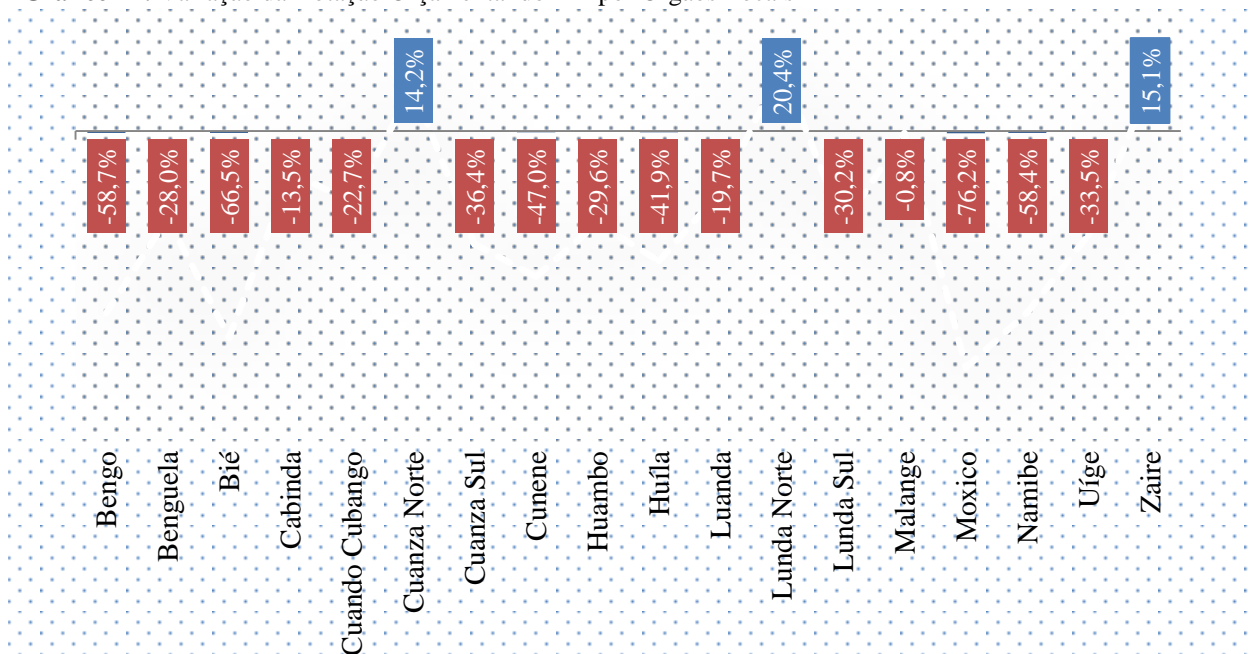 14,2%
20,4%
15,1%
-58,7%
-28,0%
-66,5%
-13,5%
-22,7%
-36,4%
-47,0%
-29,6%
-41,9%
-19,7%
-30,2%
-0,8%
-76,2%
-58,4%
-33,5%
Bengo
Benguela
Bié
Cabinda
Cuando Cubango
Cuanza Norte
Cuanza Sul
Cunene
Huambo
Huíla
Luanda
Lunda Norte
Lunda Sul
Malange
Moxico
Namibe
Uíge
Zaire